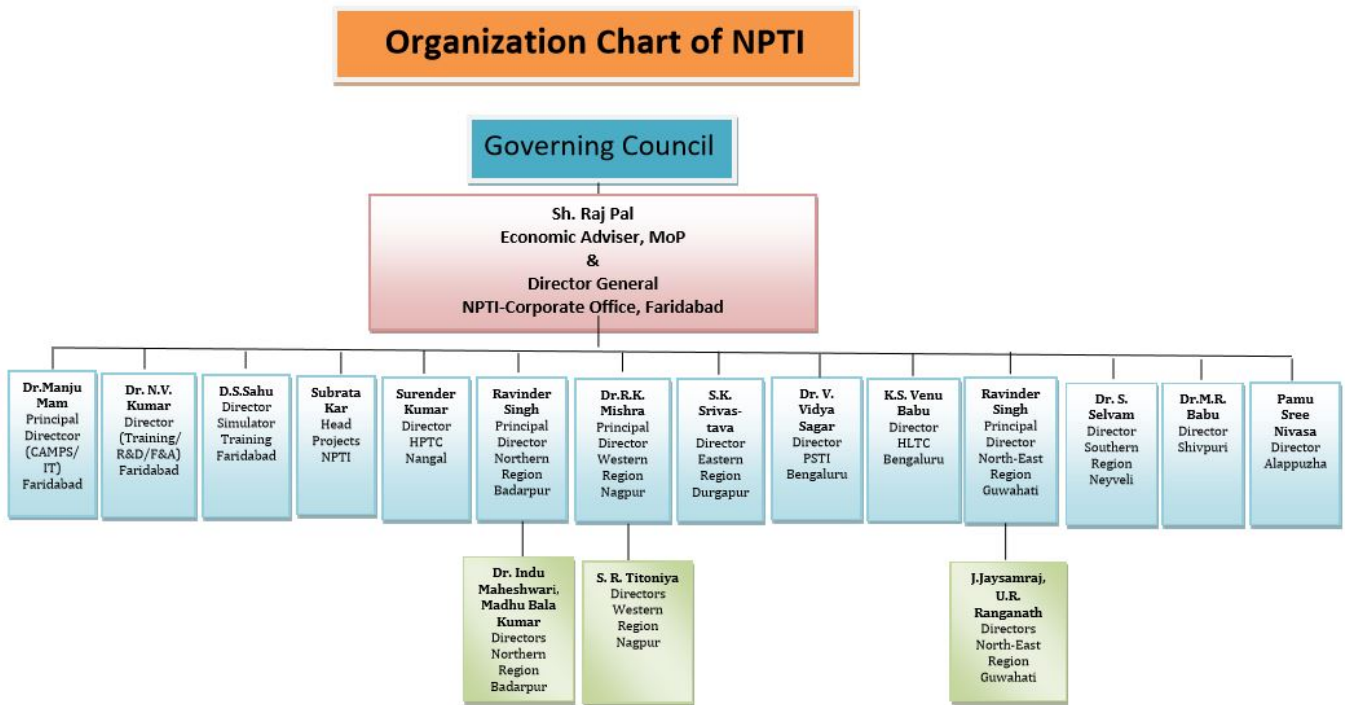 Organization Chart of NPTI
Governing Council
Sh. Raj Pal
Economic Adviser, MoP
&
Director General
NPTI-Corporate Office, Faridabad
Dr.Manju
Mam
Principal
Directcor
(CAMPS/
IT)
Faridabad
Dr. N.V.
Kumar
Director
(Training/
R&D/F&A)
Faridabad
D.S.Sahu
Director
Simulator
Training
Faridabad
Subrata
Kar
Head
Projects
NPTI
Surender
Kumar
Director
HPTC
Nangal
Ravinder
Singh
Principal
Director
Northern
Region
Badarpur
Dr.R.K.
Mishra
Principal
Director
Western
Region
Nagpur
S.K.
Srivas-
tava
Director
Eastern
Region
Durgapur
Dr. V.
Vidya
Sagar
Director
PSTI
Bengaluru
K.S. Venu
Babu
Director
HLTC
Bengaluru
Ravinder
Singh
Principal
Director
North-East
Region
Guwahati
Dr. S.
Selvam
Director
Southern
Region
Neyveli
Dr.M.R.
Babu
Director
Shivpuri
Pamu
Sree
Nivasa
Director
Alappuzha
Dr. Indu
Maheshwari,
Madhu Bala
Kumar
Directors
Northern
Region
Badarpur
S. R. Titoniya
Directors
Western
Region
Nagpur
J.Jaysamraj,
U.R.
Ranganath
Directors
North-East
Region
Guwahati